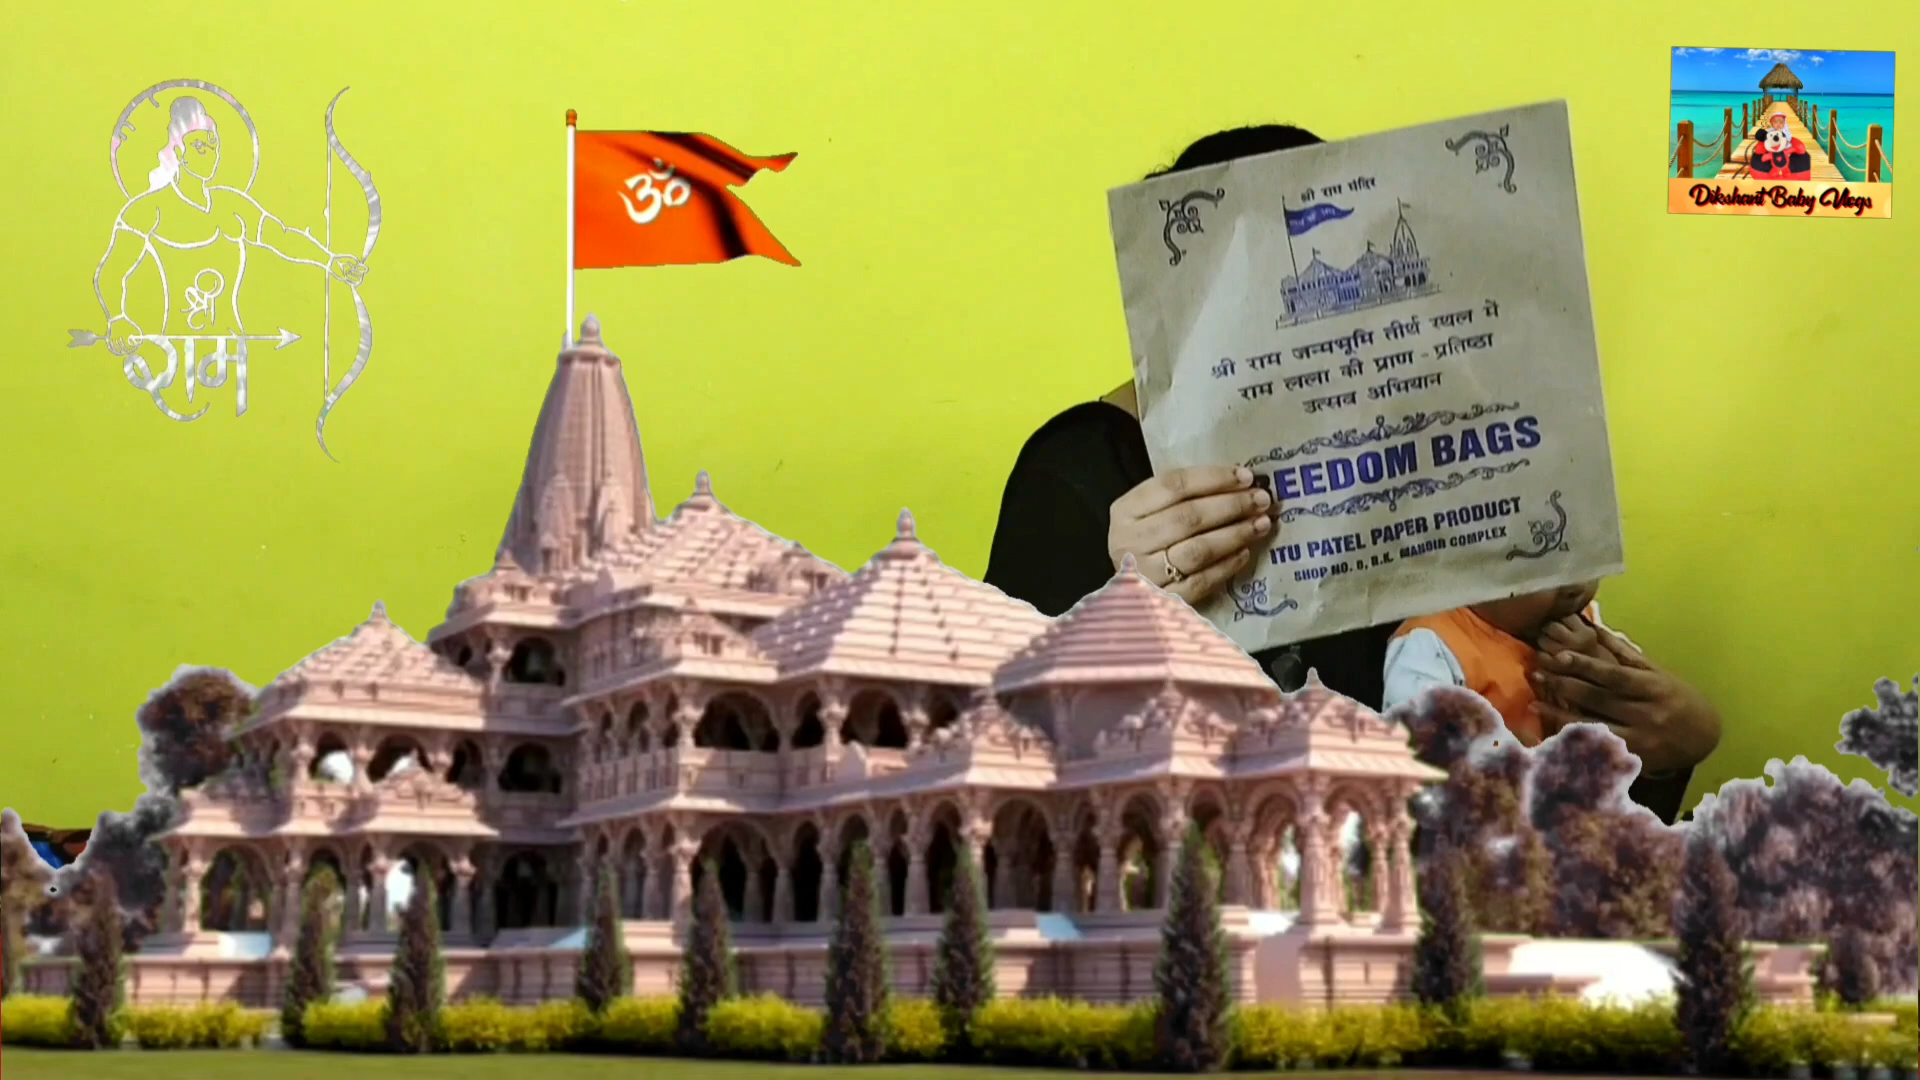 श्री
राम
ॐ
श्री राम मंदिर
श्री राम जन्मभूमि तीर्थ स्थल में
राम लला की प्राण - प्रतिष्ठा
उत्सव अभियान
EEDOM BAGS
ITU PATEL PAPER PRODUCT
SHOP NO. 6, B.K. MANDIR COMPLEX
Dikshant Baby Vlogs